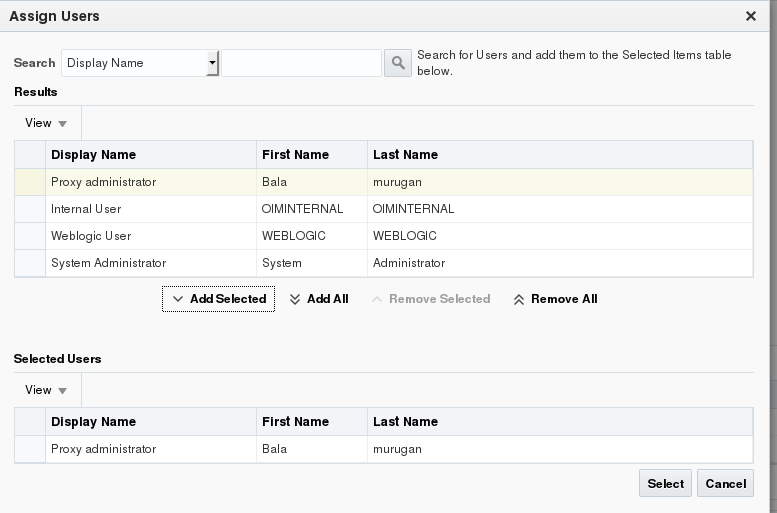 Assign Users
Search Display Name Search for Users and add them to the Selected Items table
below.
Results
View
Display Name First Name Last Name
Proxy administrator Bala murugan
Internal User OIMINTERNAL OIMINTERNAL
Weblogic User WEBLOGIC WEBLOGIC
System Administrator System Administrator
Add Selected Add All Remove Selected Remove All
Selected Users
View
Display Name First Name Last Name
Proxy administrator Bala murugan
Select Cancel